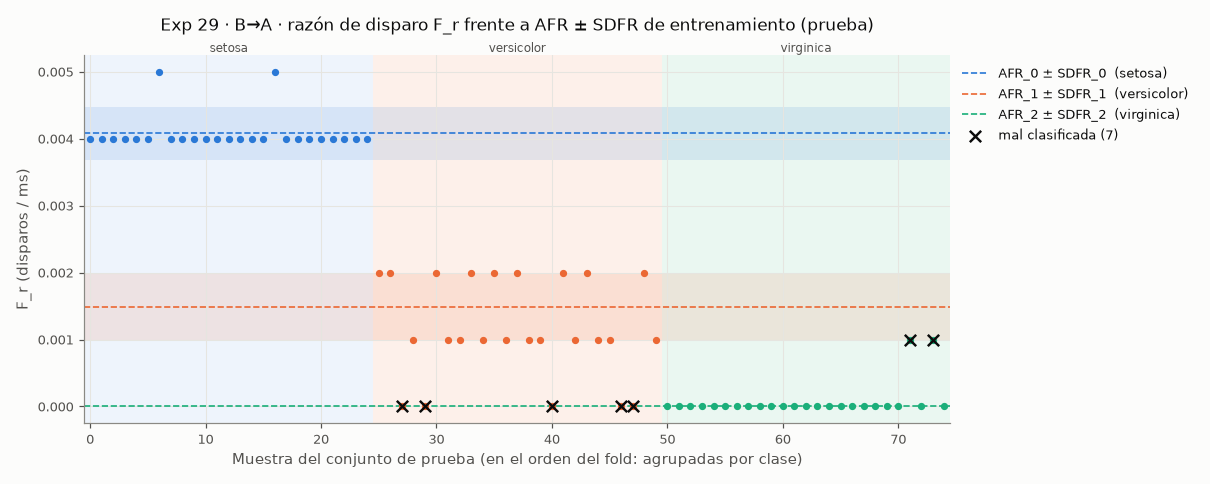 Exp 29 · B→A · razón de disparo F_r frente a AFR ± SDFR de entrenamiento (prueba)
setosa
versicolor
virginica
0.005
0.004
0.003
0.002
0.001
0.000
F_r (disparos / ms)
0
10
20
30
40
50
60
70
Muestra del conjunto de prueba (en el orden del fold: agrupadas por clase)
AFR_0 ± SDFR_0 (setosa)
AFR_1 ± SDFR_1 (versicolor)
AFR_2 ± SDFR_2 (virginica)
mal clasificada (7)